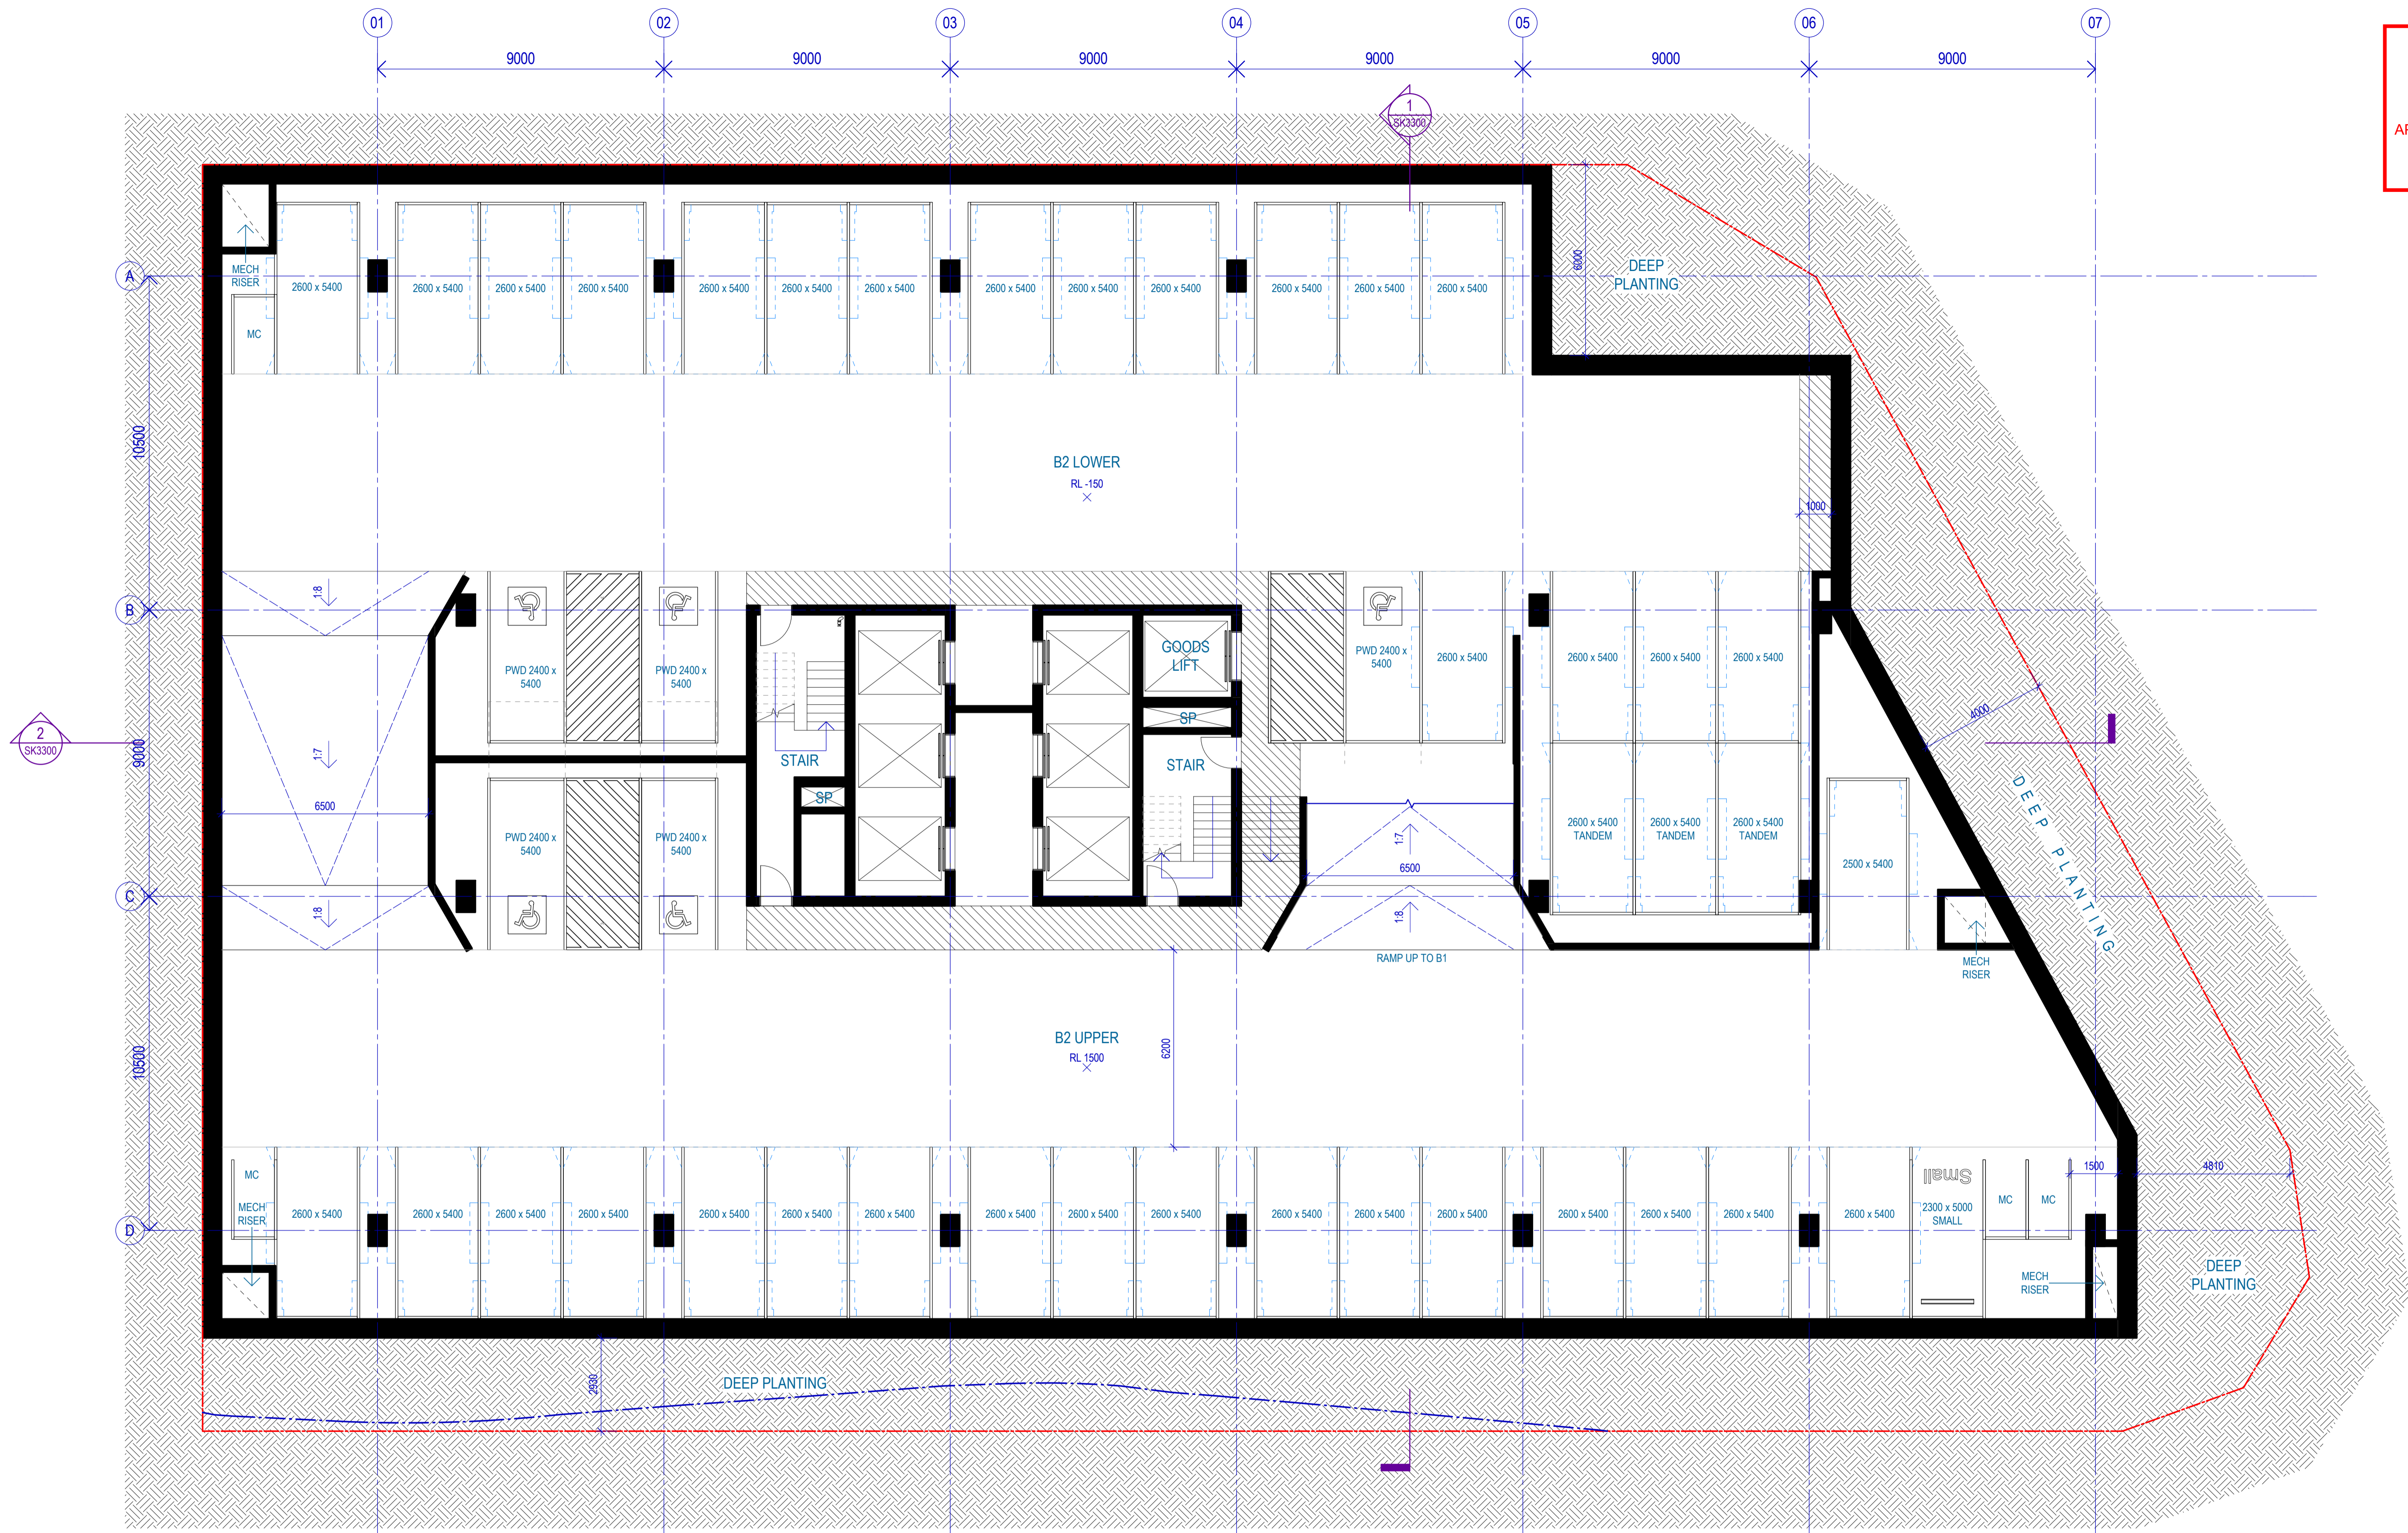 01 02 03 04 05 06 07
9000 9000 9000 9000 9000 9000
1
SK3300
AF
A
MECH
RISER
MC
2600 x 5400 2600 x 5400 2600 x 5400 2600 x 5400 2600 x 5400 2600 x 5400 2600 x 5400 2600 x 5400 2600 x 5400 2600 x 5400 2600 x 5400 2600 x 5400 2600 x 5400
6000
DEEP
PLANTING
10500
B2 LOWER
RL -150
1000
B
1:8
PWD 2400 x
5400
PWD 2400 x
5400
GOODS
LIFT
PWD 2400 x
5400
2600 x 5400
2600 x 5400 2600 x 5400 2600 x 5400
SP
4000
2
SK3300
9000
1:7
STAIR
STAIR
SP
6500
PWD 2400 x
5400
PWD 2400 x
5400
1:7
6500
2600 x 5400
TANDEM
2600 x 5400
TANDEM
2600 x 5400
TANDEM
2500 x 5400
DEEP PLANTING
C
1:8
1:8
RAMP UP TO B1
MECH
RISER
10500
B2 UPPER
RL 1500
6200
MC
MECH
RISER
D
2600 x 5400 2600 x 5400 2600 x 5400 2600 x 5400 2600 x 5400 2600 x 5400 2600 x 5400 2600 x 5400 2600 x 5400 2600 x 5400 2600 x 5400 2600 x 5400 2600 x 5400 2600 x 5400 2600 x 5400 2600 x 5400 2600 x 5400
Small
2300 x 5000
SMALL
MC MC
1500 4810
MECH
RISER
DEEP
PLANTING
2930
DEEP PLANTING